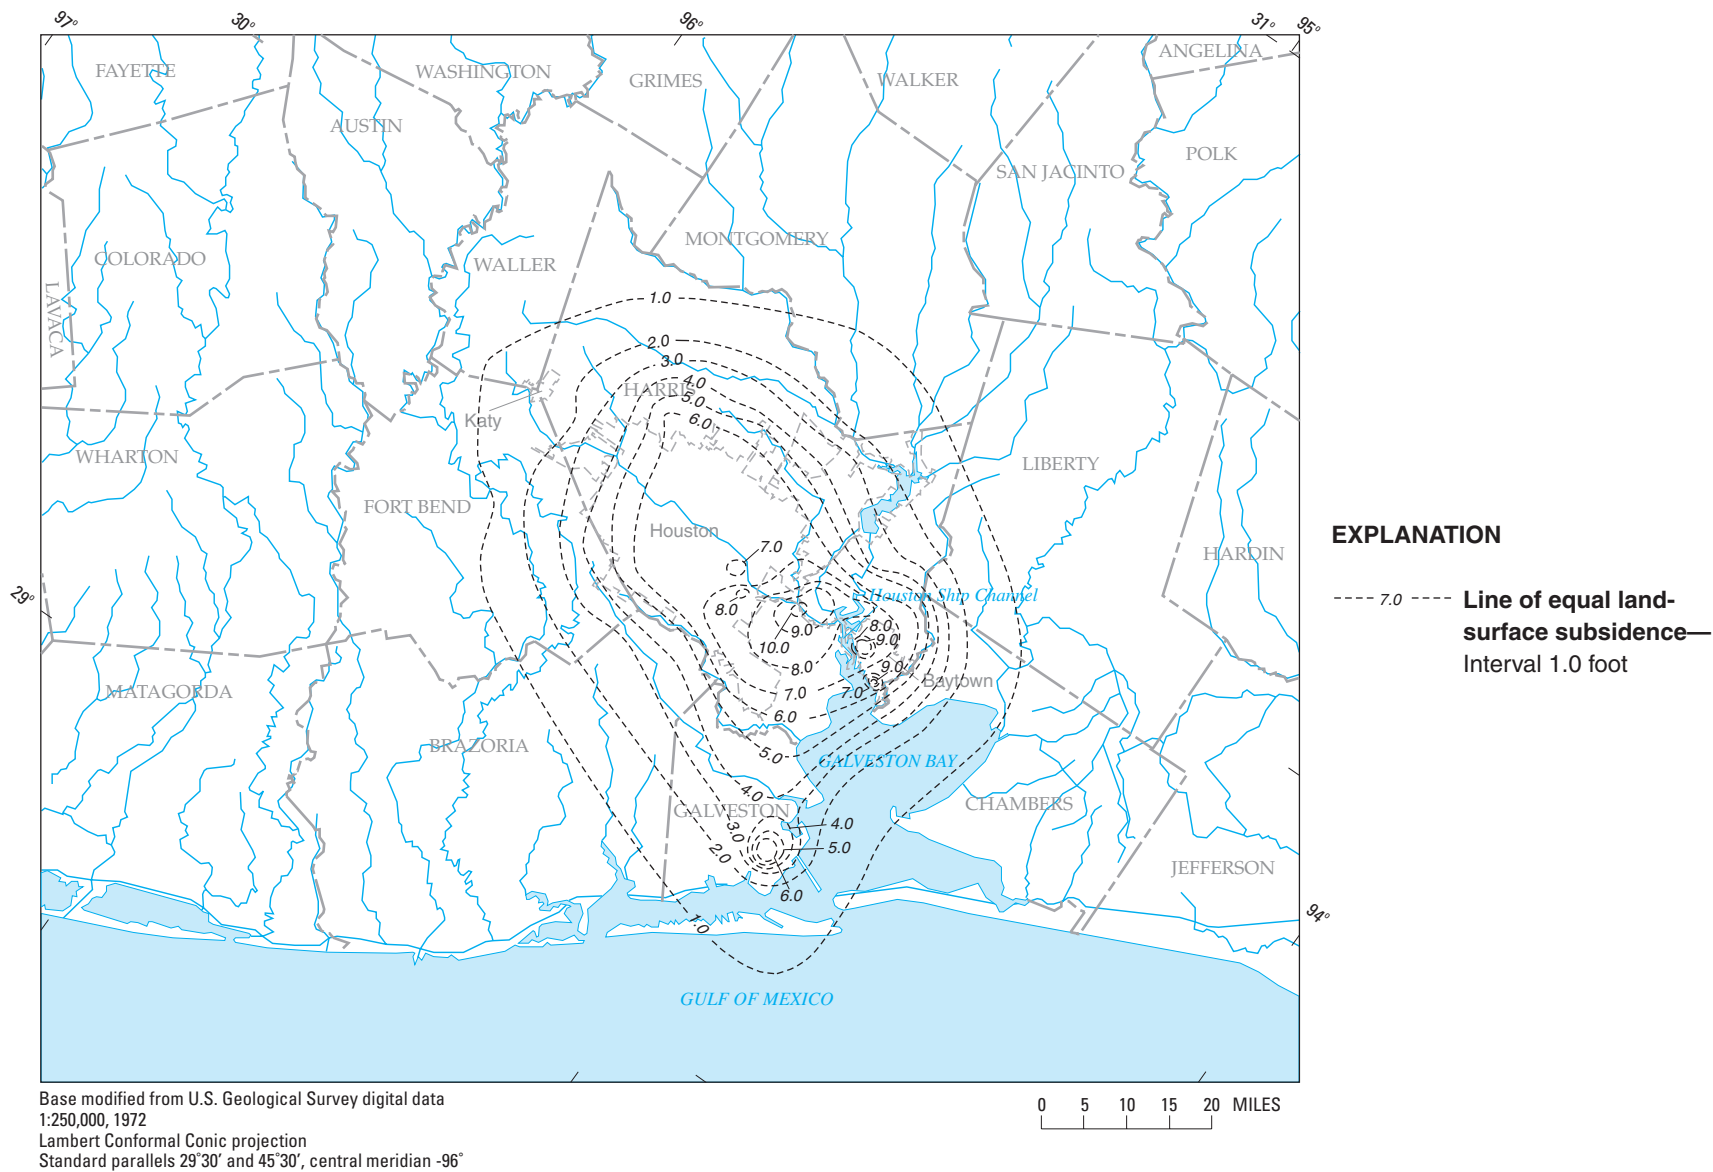 97°
30°
96°
31°
95°
FAYETTE
WASHINGTON
GRIMES
WALKER
ANGELINA
AUSTIN
POLK
SAN JACINTO
COLORADO
WALLER
MONTGOMERY
LAVACA
1.0
2.0
3.0
4.0
HARRIS
5.0
Katy
6.0
WHARTON
LIBERTY
FORT BEND
Houston
7.0
HARDIN
29°
8.0
Houston Ship Channel
9.0
8.0
9.0
10.0
8.0
9.0
Baytown
7.0
7.0
MATAGORDA
6.0
BRAZORIA
5.0
GALVESTON BAY
4.0
GALVESTON
CHAMBERS
3.0
4.0
2.0
5.0
JEFFERSON
6.0
94°
1.0
GULF OF MEXICO
EXPLANATION
7.0
Line of equal land-
surface subsidence—
Interval 1.0 foot
Base modified from U.S. Geological Survey digital data
1:250,000, 1972
Lambert Conformal Conic projection
Standard parallels 29°30′ and 45°30′, central meridian -96°
0 5 10 15 20 MILES